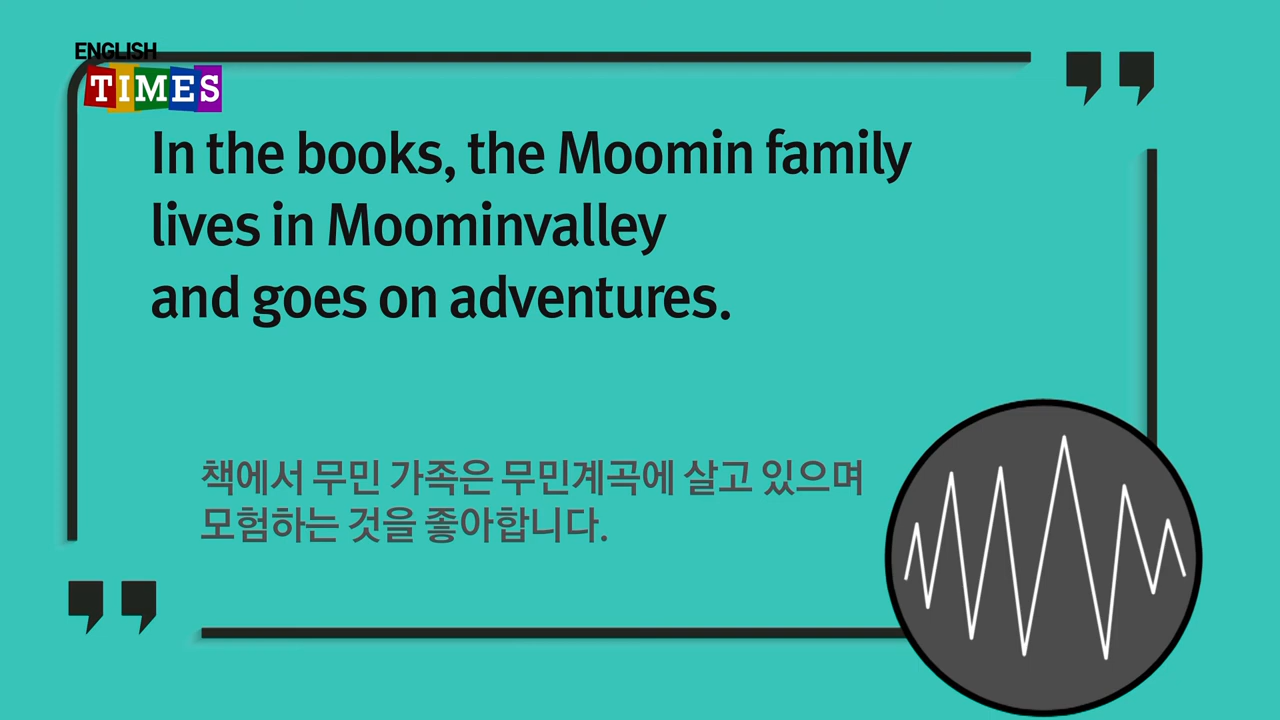 ENGLISH
TIMES
In the books, the Moomin family
lives in Moominvalley
and goes on adventures.
책에서 무민 가족은 무민계곡에 살고 있으며
모험하는 것을 좋아합니다.